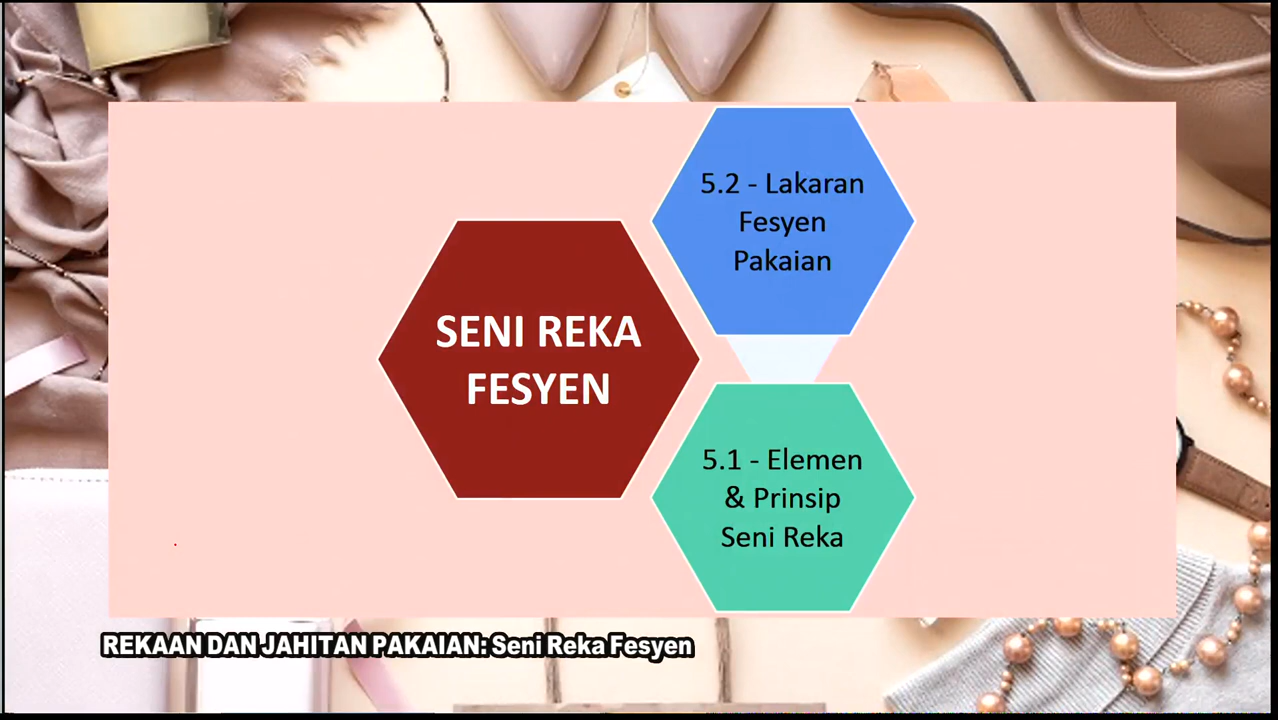 5.2 - Lakaran
Fesyen
Pakaian
SENI REKA
FESYEN
5.1 - Elemen
& Prinsip
Seni Reka
REKAAN DAN JAHITAN PAKAIAN: Seni Reka Fesyen